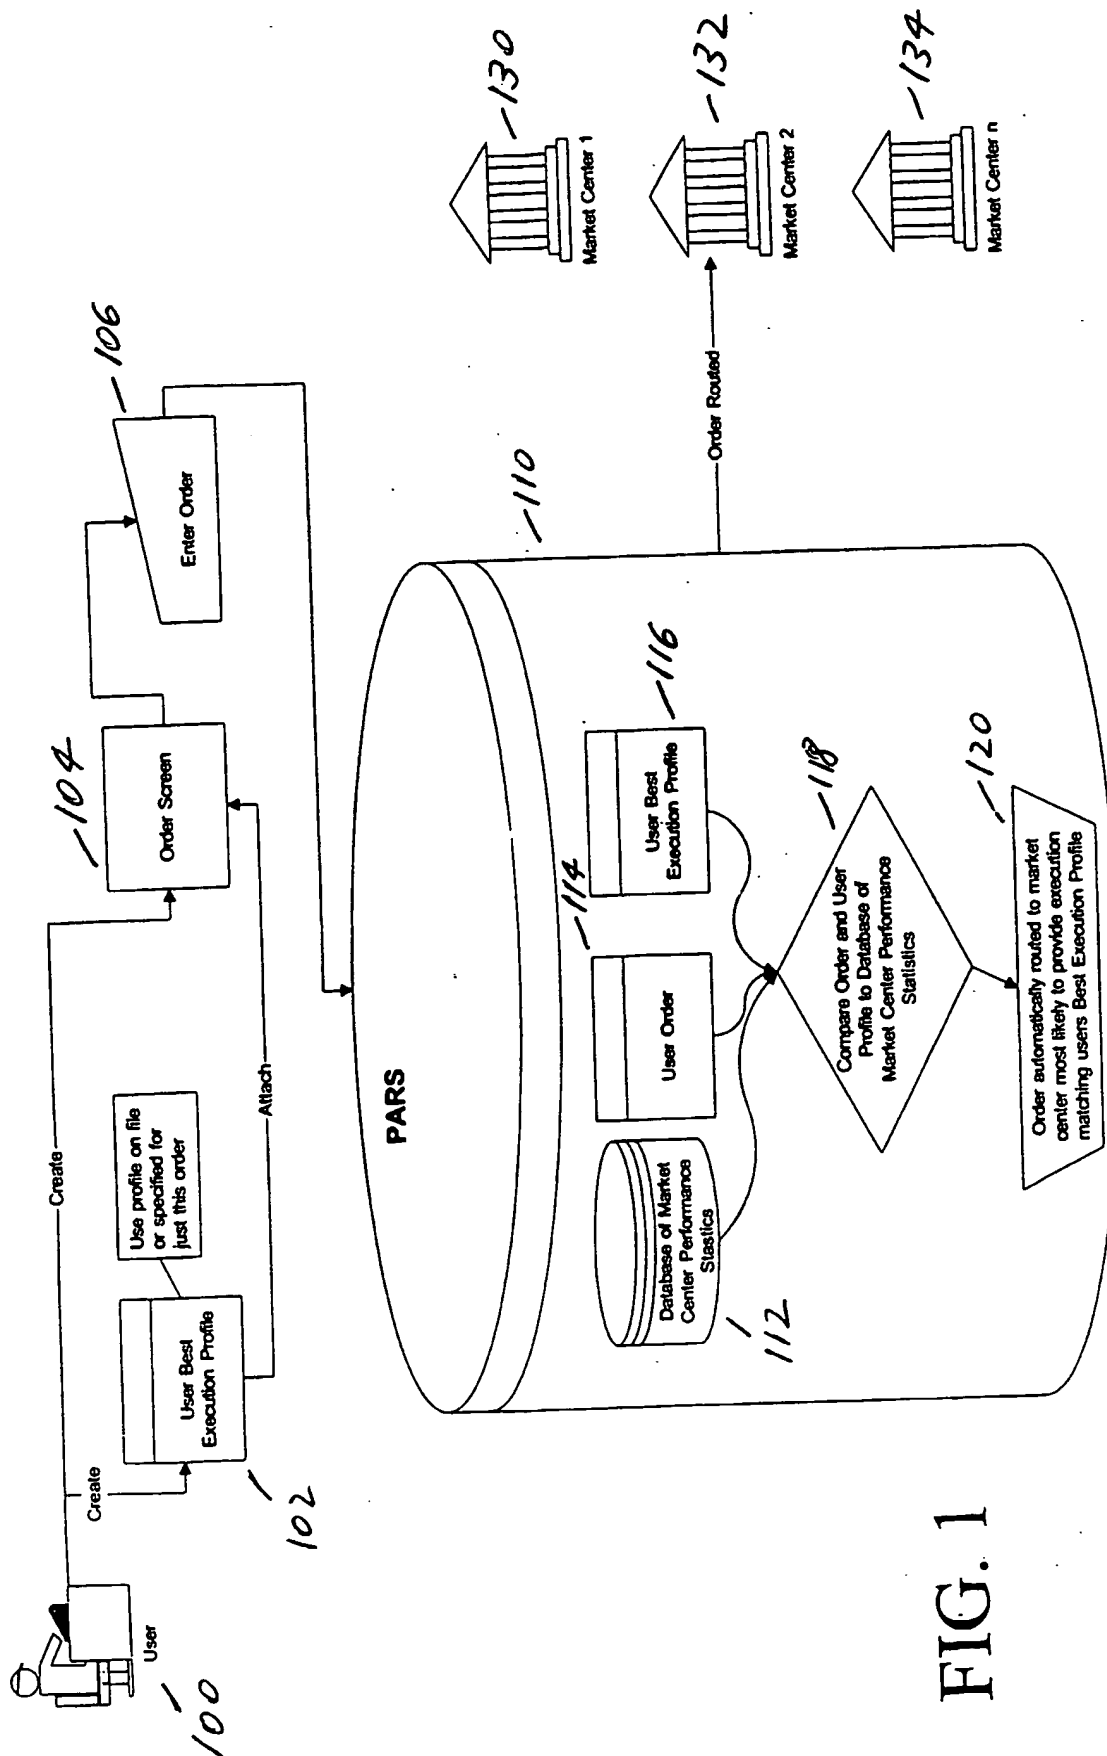 100
User
Create
Create
102
User Best
Execution Profile
Use profile on file
or specified for
just this order
Attach
104
Order Screen
106
Enter Order
PARS
110
112
Database of Market
Center Performance
Stastics
114
User Order
116
User Best
Execution Profile
118
Compare Order and User
Profile to Database of
Market Center Performance
Statistics
120
Order automatically routed to market
center most likely to provide execution
matching users Best Execution Profile
Order Routed
130
Market Center 1
132
Market Center 2
134
Market Center n
FIG. 1